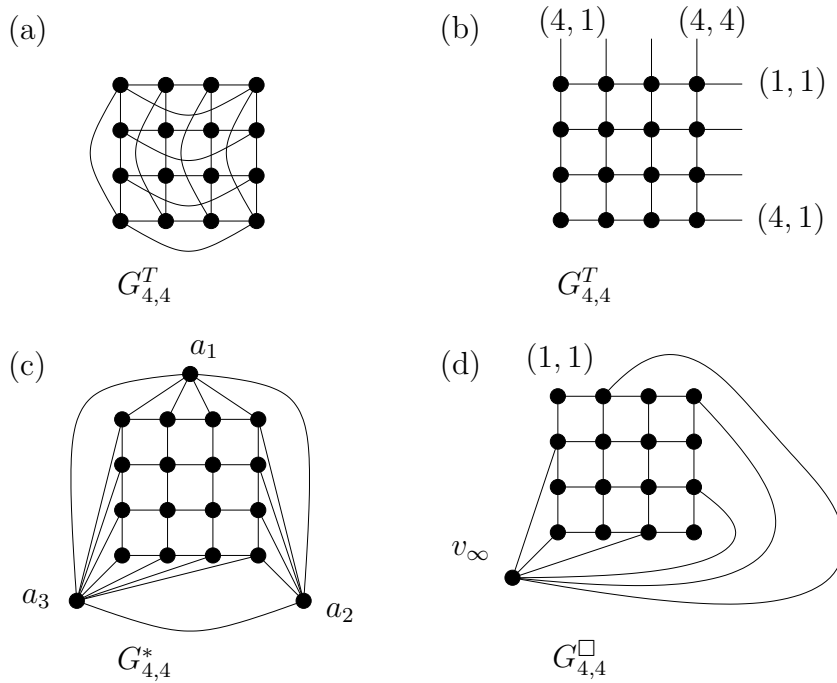 (a)
G^T_{4,4}
(b)
(4, 1)
(4, 4)
(1, 1)
(4, 1)
G^T_{4,4}
(c)
a_1
a_3
a_2
G^*_{4,4}
(d)
(1, 1)
v_∞
G^□_{4,4}